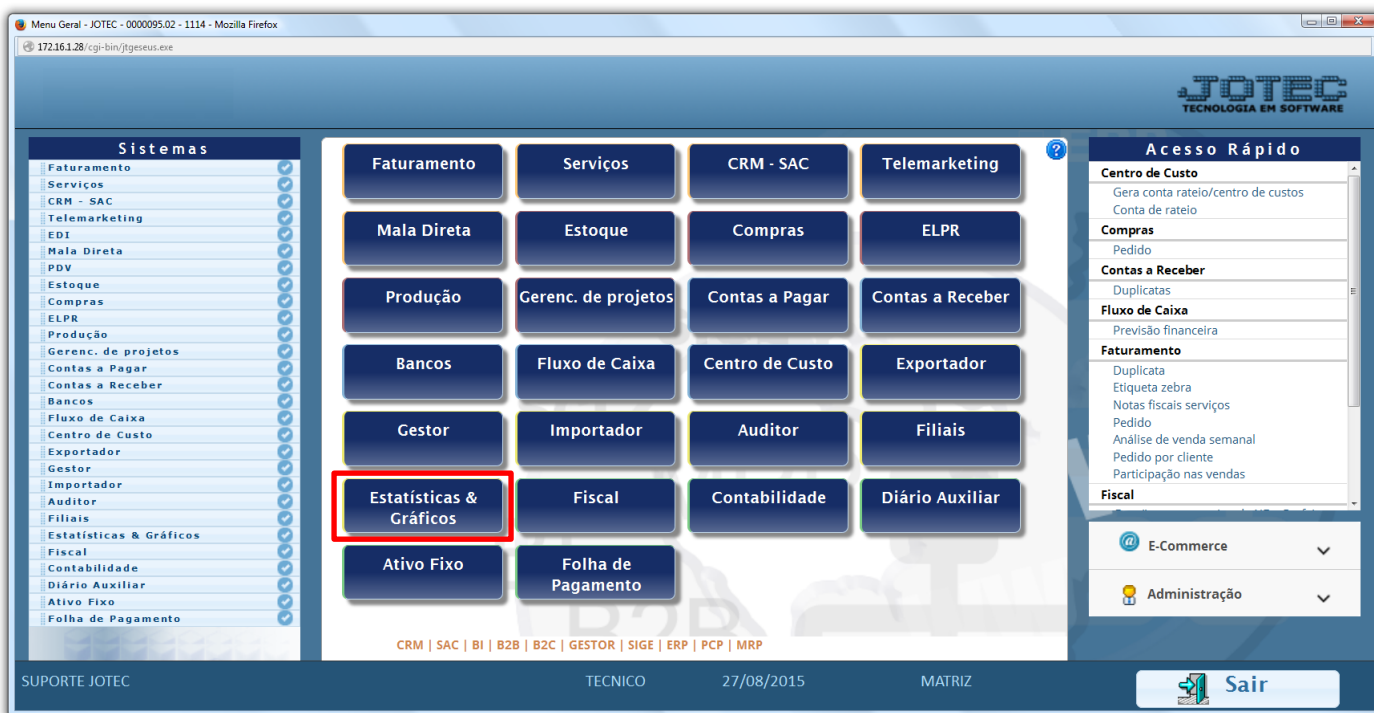 Menu Geral - JOTEC - 0000095.02 - 1114 - Mozilla Firefox
172.16.1.28/cgi-bin/jtgeseus.exe
JOTEC
TECNOLOGIA EM SOFTWARE
Sistemas
Faturamento
Serviços
CRM - SAC
Telemarketing
EDI
Mala Direta
PDV
Estoque
Compras
ELPR
Produção
Gerenc. de projetos
Contas a Pagar
Contas a Receber
Bancos
Fluxo de Caixa
Centro de Custo
Exportador
Gestor
Importador
Auditor
Filiais
Estatísticas & Gráficos
Fiscal
Contabilidade
Diário Auxiliar
Ativo Fixo
Folha de Pagamento
Faturamento
Serviços
CRM - SAC
Telemarketing
Mala Direta
Estoque
Compras
ELPR
Produção
Gerenc. de projetos
Contas a Pagar
Contas a Receber
Bancos
Fluxo de Caixa
Centro de Custo
Exportador
Gestor
Importador
Auditor
Filiais
Estatísticas &
Gráficos
Fiscal
Contabilidade
Diário Auxiliar
Ativo Fixo
Folha de
Pagamento
B2B
CRM | SAC | BI | B2B | B2C | GESTOR | SIGE | ERP | PCP | MRP
Acesso Rápido
Centro de Custo
Gera conta rateio/centro de custos
Conta de rateio
Compras
Pedido
Contas a Receber
Duplicatas
Fluxo de Caixa
Previsão financeira
Faturamento
Duplicata
Etiqueta zebra
Notas fiscais serviços
Pedido
Análise de venda semanal
Pedido por cliente
Participação nas vendas
Fiscal
E-Commerce
Administração
SUPORTE JOTEC
TECNICO
27/08/2015
MATRIZ
Sair